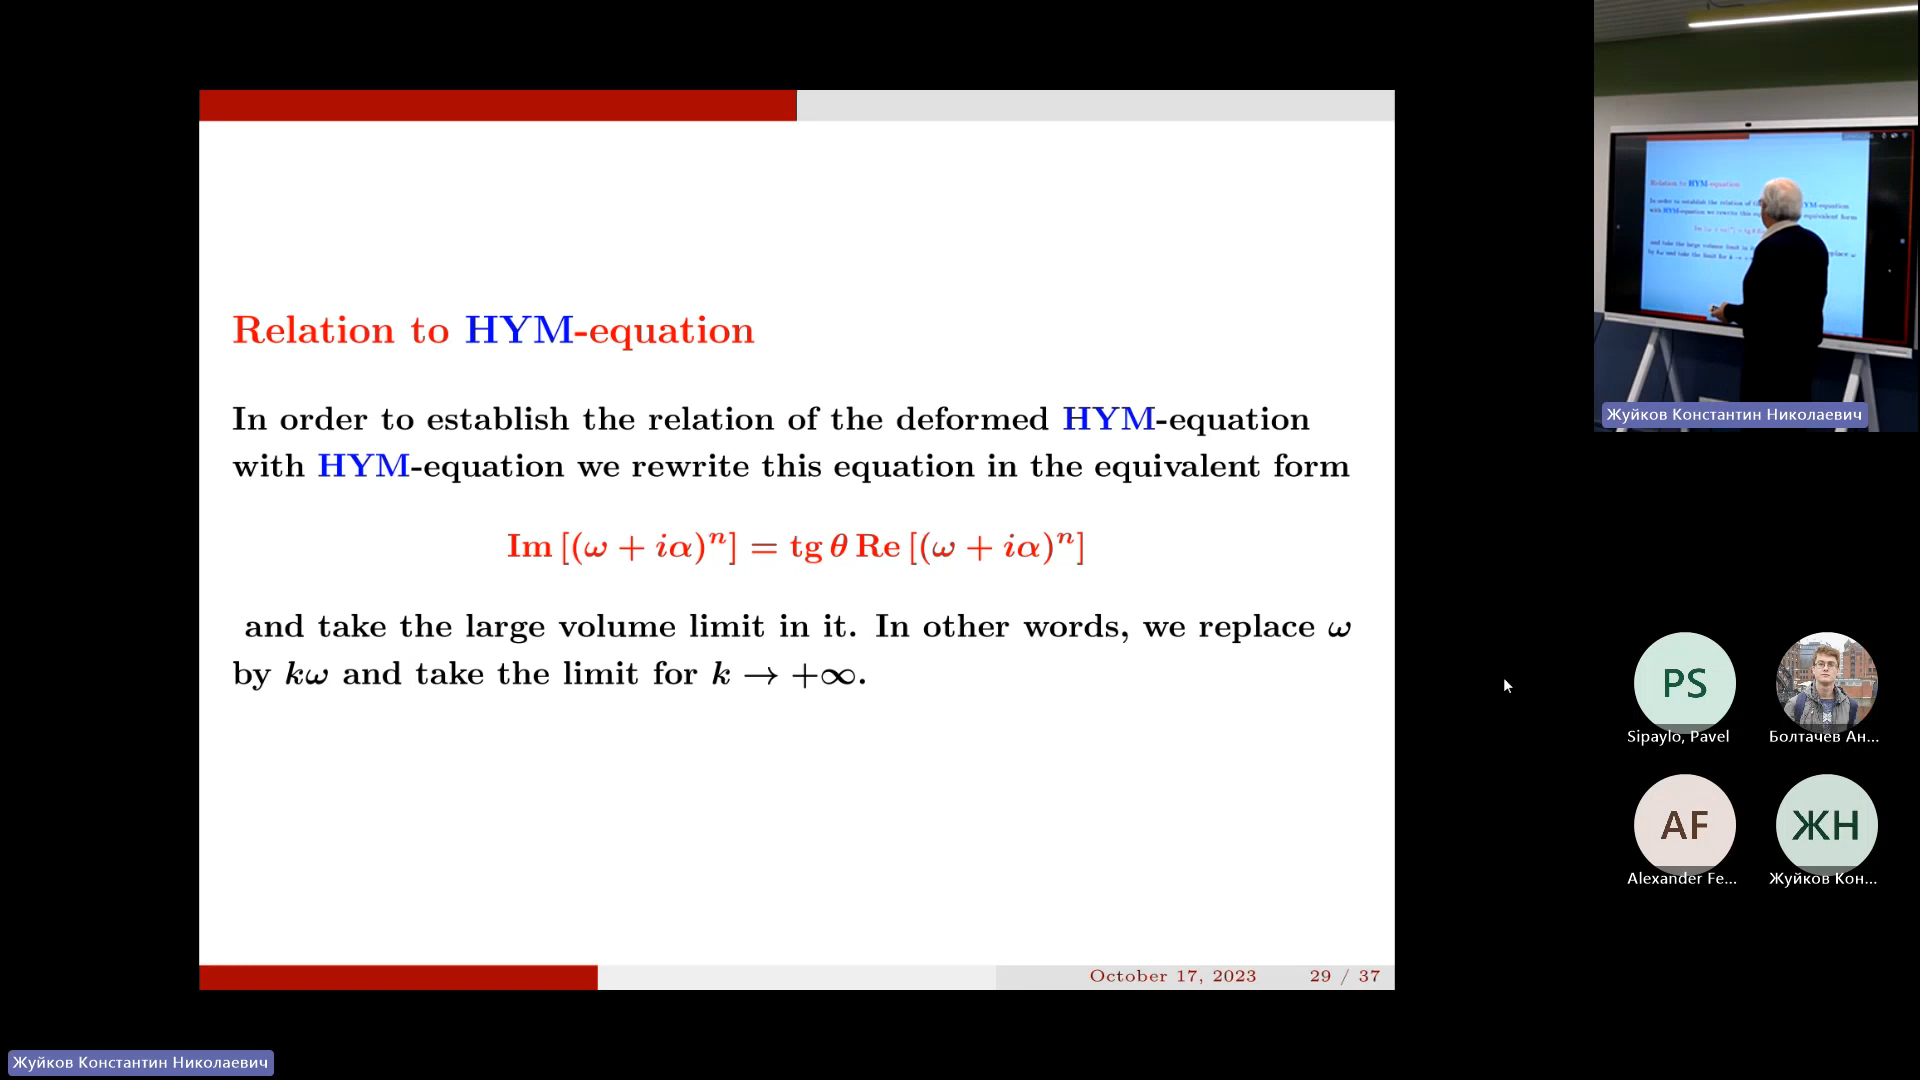 Relation to HYM-equation
In order to establish the relation of the deformed HYM-equation
with HYM-equation we rewrite this equation in the equivalent form
Im [(ω + iα)ⁿ] = tg θ Re [(ω + iα)ⁿ]
and take the large volume limit in it. In other words, we replace ω
by kω and take the limit for k → +∞.
October 17, 2023 29 / 37
Жуйков Константин Николаевич
PS
Sipaylo, Pavel
Болтачев Ан...
AF
Alexander Fe...
ЖН
Жуйков Кон...
Жуйков Константин Николаевич